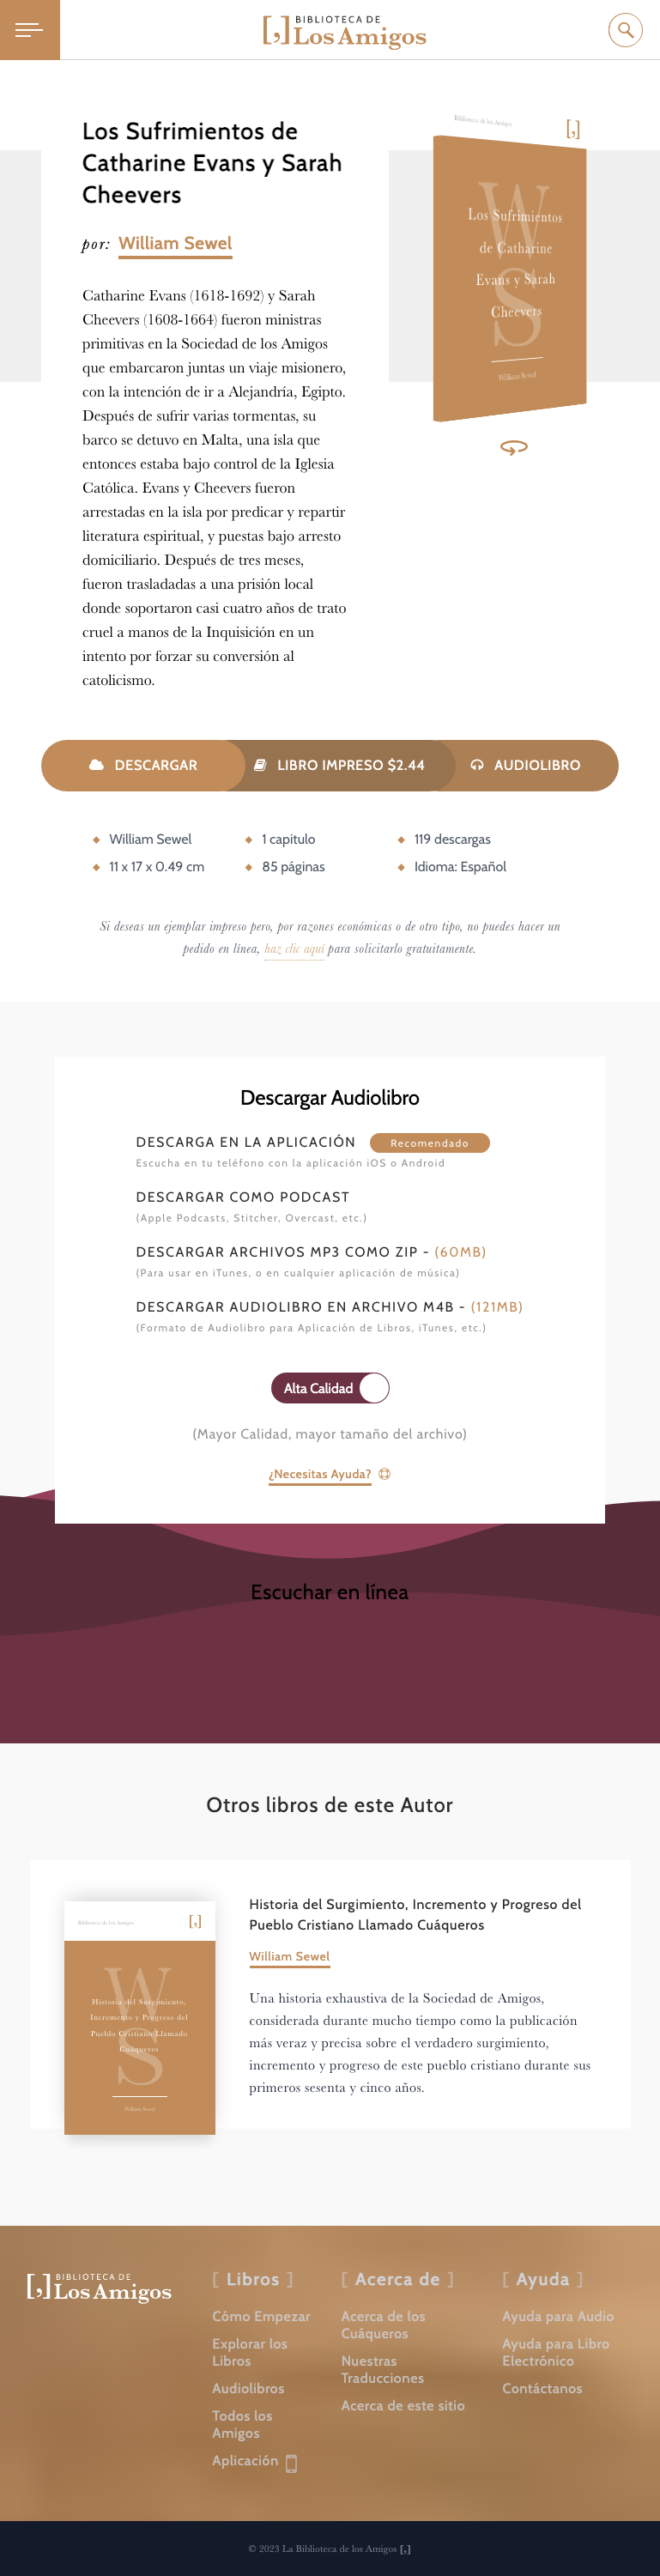 BIBLIOTECA DE
[,] Los Amigos
Los Sufrimientos de
Catharine Evans y Sarah
Cheevers
por: William Sewel
Catharine Evans (1618-1692) y Sarah
Cheevers (1608-1664) fueron ministras
primitivas en la Sociedad de los Amigos
que embarcaron juntas un viaje misionero,
con la intención de ir a Alejandría, Egipto.
Después de sufrir varias tormentas, su
barco se detuvo en Malta, una isla que
entonces estaba bajo control de la Iglesia
Católica. Evans y Cheevers fueron
arrestadas en la isla por predicar y repartir
literatura espiritual, y puestas bajo arresto
domiciliario. Después de tres meses,
fueron trasladadas a una prisión local
donde soportaron casi cuatro años de trato
cruel a manos de la Inquisición en un
intento por forzar su conversión al
catolicismo.
Biblioteca de los Amigos
[,]
W
S
Los Sufrimientos
de Catharine
Evans y Sarah
Cheevers
William Sewel
DESCARGAR
LIBRO IMPRESO $2.44
AUDIOLIBRO
William Sewel
1 capitulo
119 descargas
11 x 17 x 0.49 cm
85 páginas
Idioma: Español
Si deseas un ejemplar impreso pero, por razones económicas o de otro tipo, no puedes hacer un
pedido en línea, haz clic aquí para solicitarlo gratuitamente.
Descargar Audiolibro
DESCARGA EN LA APLICACIÓN Recomendado
Escucha en tu teléfono con la aplicación iOS o Android
DESCARGAR COMO PODCAST
(Apple Podcasts, Stitcher, Overcast, etc.)
DESCARGAR ARCHIVOS MP3 COMO ZIP - (60MB)
(Para usar en iTunes, o en cualquier aplicación de música)
DESCARGAR AUDIOLIBRO EN ARCHIVO M4B - (121MB)
(Formato de Audiolibro para Aplicación de Libros, iTunes, etc.)
Alta Calidad
(Mayor Calidad, mayor tamaño del archivo)
¿Necesitas Ayuda?
Escuchar en línea
Otros libros de este Autor
Biblioteca de los Amigos
[,]
W
S
Historia del Surgimiento,
Incremento y Progreso del
Pueblo Cristiano Llamado
Cuáqueros
William Sewel
Historia del Surgimiento, Incremento y Progreso del
Pueblo Cristiano Llamado Cuáqueros
William Sewel
Una historia exhaustiva de la Sociedad de Amigos,
considerada durante mucho tiempo como la publicación
más veraz y precisa sobre el verdadero surgimiento,
incremento y progreso de este pueblo cristiano durante sus
primeros sesenta y cinco años.
BIBLIOTECA DE
[,] Los Amigos
[ Libros ]
Cómo Empezar
Explorar los
Libros
Audiolibros
Todos los
Amigos
Aplicación
[ Acerca de ]
Acerca de los
Cuáqueros
Nuestras
Traducciones
Acerca de este sitio
[ Ayuda ]
Ayuda para Audio
Ayuda para Libro
Electrónico
Contáctanos
© 2023 La Biblioteca de los Amigos [,]